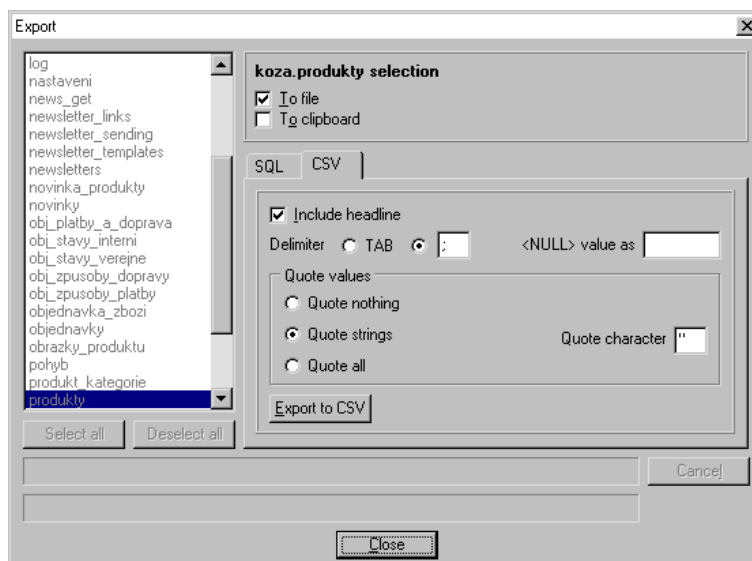 Export
log
nastaveni
news_get
newsletter_links
newsletter_sending
newsletter_templates
newsletters
novinka_produkty
novinky
obj_platby_a_doprava
obj_stavy_interni
obj_stavy_verejne
obj_zpusoby_dopravy
obj_zpusoby_platby
objednavka_zbozi
objednavky
obrazky_produktu
pohyb
produkt_kategorie
produkty
Select all
Deselect all
koza.produkty selection
To file
To clipboard
SQL
CSV
Include headline
Delimiter TAB ; <NULL> value as
Quote values
Quote nothing
Quote strings
Quote character "
Quote all
Export to CSV
Cancel
Close